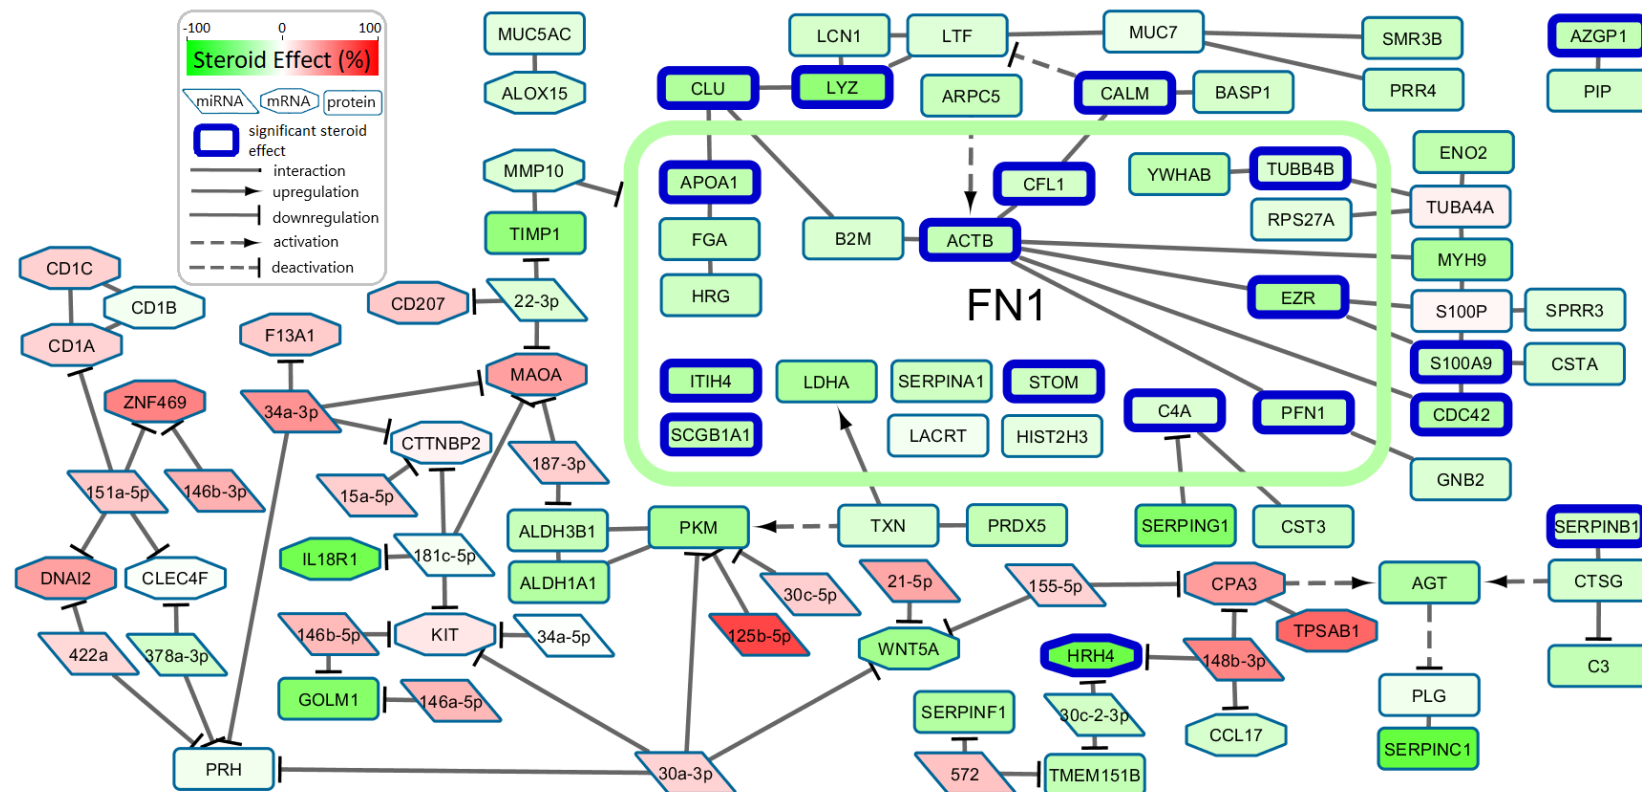 -100 0 100
Steroid Effect (%)
miRNA mRNA protein
significant steroid
effect
interaction
upregulation
downregulation
activation
deactivation
MUC5AC
ALOX15
LCN1
LTF
MUC7
SMR3B
AZGP1
CLU
LYZ
ARPC5
CALM
BASP1
PRR4
PIP
MMP10
APOA1
CFL1
YWHAB
TUBB4B
ENO2
TIMP1
FGA
B2M
ACTB
RPS27A
TUBA4A
MYH9
CD1C
CD1B
CD1A
CD207
22-3p
HRG
FN1
EZR
S100P
SPRR3
F13A1
MAOA
S100A9
CSTA
ZNF469
34a-3p
ITIH4
LDHA
SERPINA1
STOM
C4A
PFN1
CDC42
CTTNBP2
SCGB1A1
LACRT
HIST2H3
151a-5p
146b-3p
15a-5p
187-3p
GNB2
ALDH3B1
PKM
TXN
PRDX5
SERPING1
CST3
SERPINB1
IL18R1
181c-5p
DNAI2
CLEC4F
ALDH1A1
30c-5p
21-5p
155-5p
CPA3
AGT
CTSG
146b-5p
KIT
34a-5p
125b-5p
WNT5A
TPSAB1
422a
378a-3p
HRH4
148b-3p
C3
GOLM1
146a-5p
SERPINF1
30c-2-3p
CCL17
PLG
SERPINC1
PRH
30a-3p
572
TMEM151B